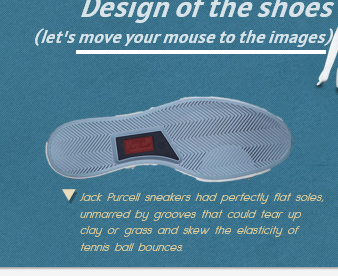 Design of the shoes
(let's move your mouse to the images)
Jack Purcell sneakers had perfectly flat soles,
unmarred by grooves that could tear up
clay or grass and skew the elasticity of
tennis ball bounces.